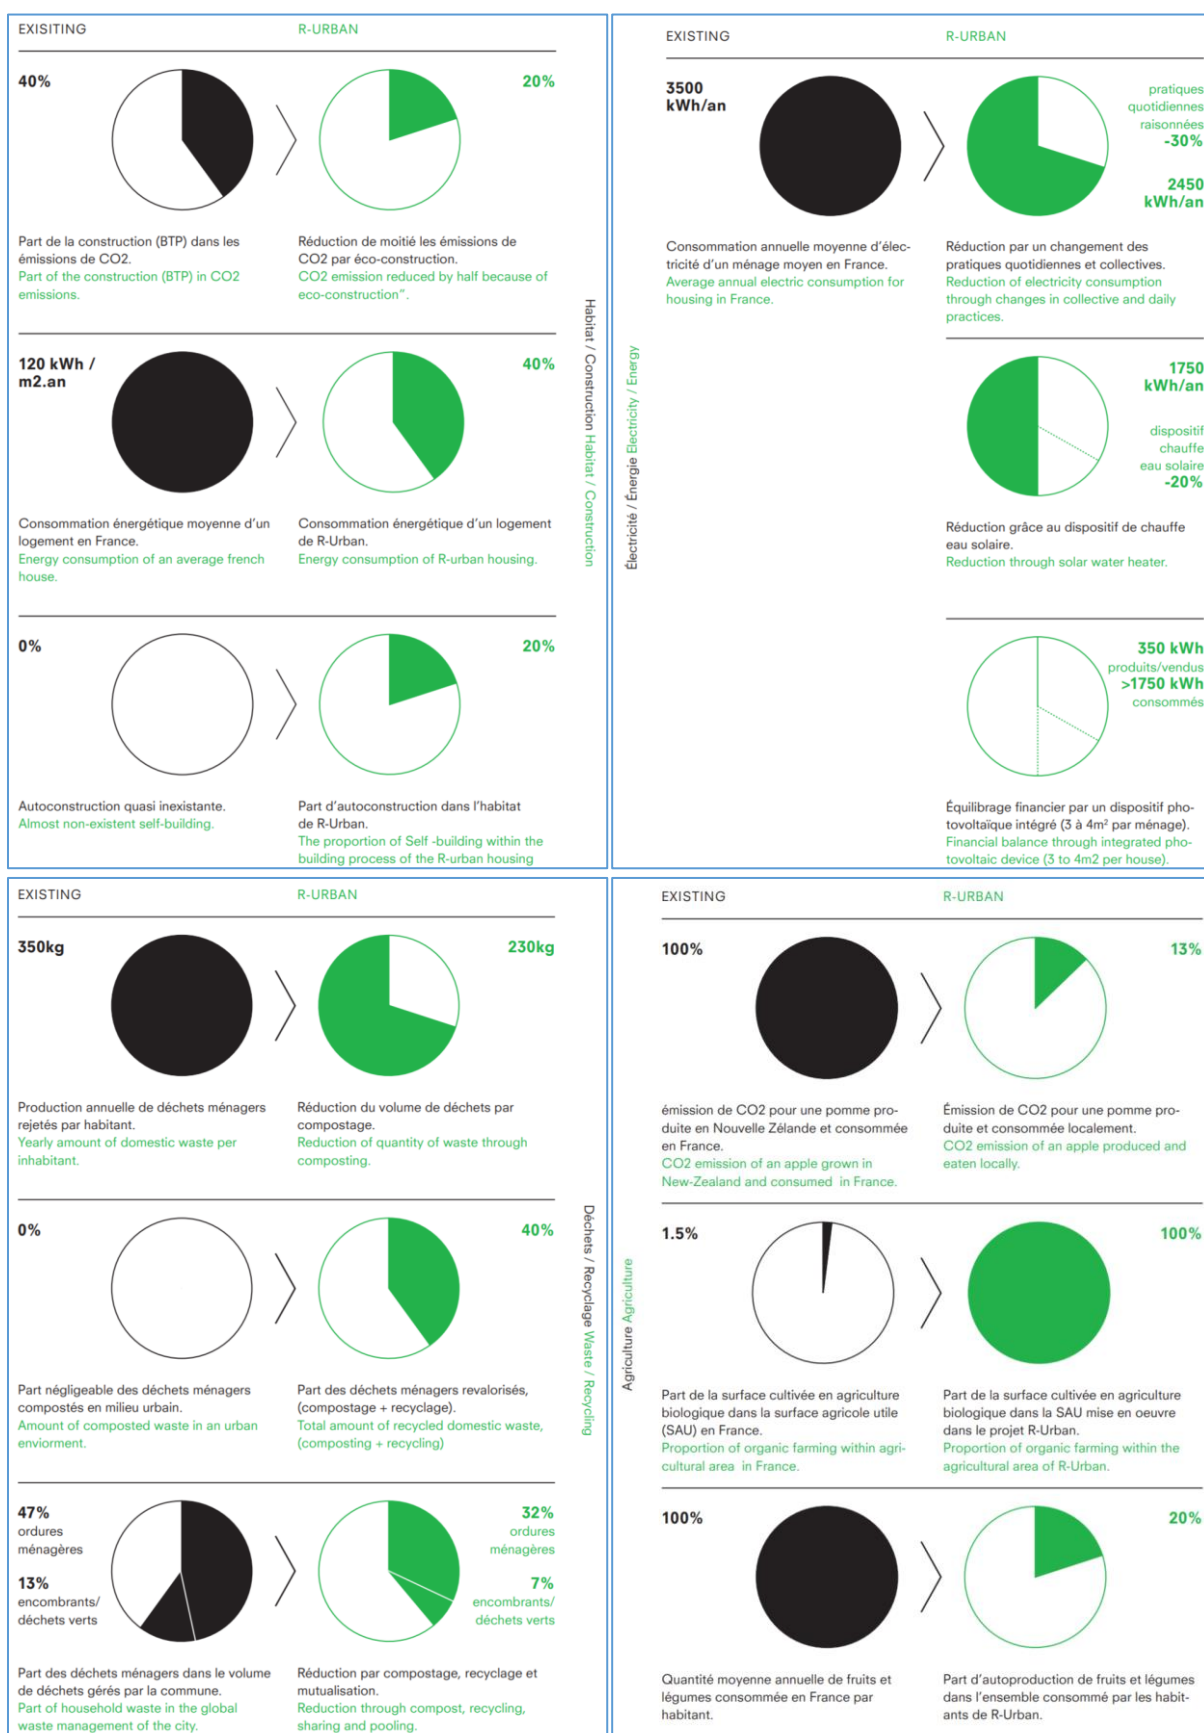 EXISITING
R-URBAN
40%
20%
Part de la construction (BTP) dans les
émissions de CO2.
Part of the construction (BTP) in CO2
emissions.
Réduction de moitié les émissions de
CO2 par éco-construction.
CO2 emission reduced by half because of
eco-construction”.
120 kWh /
m2.an
40%
Consommation énergétique moyenne d’un
logement en France.
Energy consumption of an average french
house.
Consommation énergétique d’un logement
de R-Urban.
Energy consumption of R-urban housing.
0%
20%
Autoconstruction quasi inexistante.
Almost non-existent self-building.
Part d’autoconstruction dans l’habitat
de R-Urban.
The proportion of Self -building within the
building process of the R-urban housing
Habitat / Construction Habitat / Construction
EXISTING
R-URBAN
3500
kWh/an
pratiques
quotidiennes
raisonnées
-30%
2450
kWh/an
Consommation annuelle moyenne d’élec-
tricité d’un ménage moyen en France.
Average annual electric consumption for
housing in France.
Réduction par un changement des
pratiques quotidiennes et collectives.
Reduction of electricity consumption
through changes in collective and daily
practices.
1750
kWh/an
dispositif
chauffe
eau solaire
-20%
Réduction grâce au dispositif de chauffe
eau solaire.
Reduction through solar water heater.
350 kWh
produits/vendus
>1750 kWh
consommés
Équilibrage financier par un dispositif pho-
tovoltaïque intégré (3 à 4m² par ménage).
Financial balance through integrated pho-
tovoltaic device (3 to 4m2 per house).
Électricité / Énergie Electricity / Energy
EXISTING
R-URBAN
350kg
230kg
Production annuelle de déchets ménagers
rejetés par habitant.
Yearly amount of domestic waste per
inhabitant.
Réduction du volume de déchets par
compostage.
Reduction of quantity of waste through
composting.
0%
40%
Part négligeable des déchets ménagers
compostés en milieu urbain.
Amount of composted waste in an urban
enviorment.
Part des déchets ménagers revalorisés,
(compostage + recyclage).
Total amount of recycled domestic waste,
(composting + recycling)
47%
ordures
ménagères
13%
encombrants/
déchets verts
32%
ordures
ménagères
7%
encombrants/
déchets verts
Part des déchets ménagers dans le volume
de déchets gérés par la commune.
Part of household waste in the global
waste management of the city.
Réduction par compostage, recyclage et
mutualisation.
Reduction through compost, recycling,
sharing and pooling.
Déchets / Recyclage Waste / Recycling
EXISTING
R-URBAN
100%
13%
émission de CO2 pour une pomme pro-
duite en Nouvelle Zélande et consommée
en France.
CO2 emission of an apple grown in
New-Zealand and consumed in France.
Émission de CO2 pour une pomme pro-
duite et consommée localement.
CO2 emission of an apple produced and
eaten locally.
1.5%
100%
Part de la surface cultivée en agriculture
biologique dans la surface agricole utile
(SAU) en France.
Proportion of organic farming within agri-
cultural area in France.
Part de la surface cultivée en agriculture
biologique dans la SAU mise en oeuvre
dans le projet R-Urban.
Proportion of organic farming within the
agricultural area of R-Urban.
100%
20%
Quantité moyenne annuelle de fruits et
légumes consommée en France par
habitant.
Part d’autoproduction de fruits et légumes
dans l’ensemble consommé par les habit-
ants de R-Urban.
Agriculture Agriculture